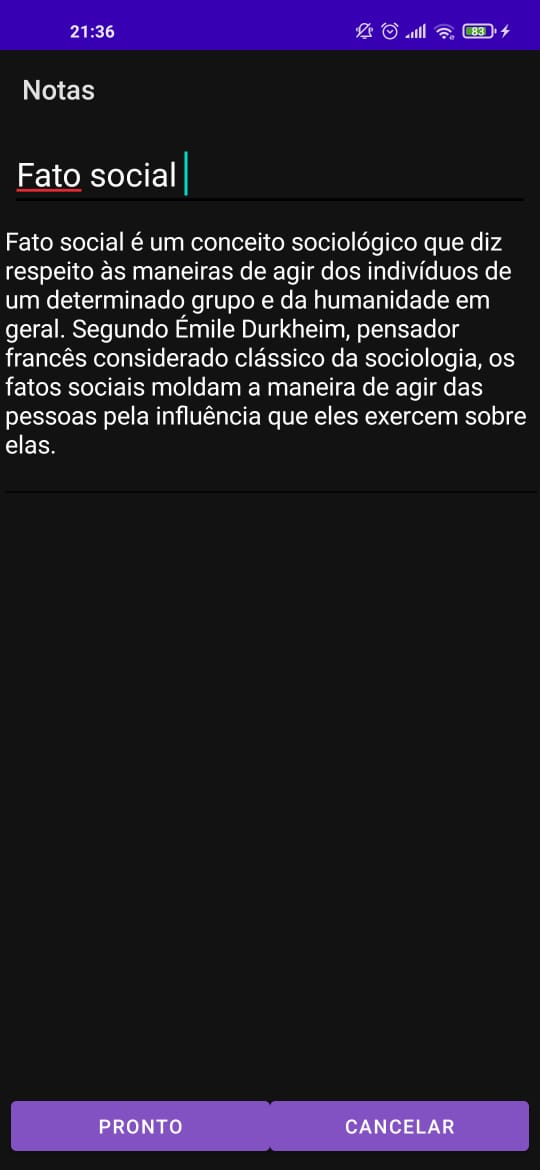 21:36
83
Notas
Fato social
Fato social é um conceito sociológico que diz
respeito às maneiras de agir dos indivíduos de
um determinado grupo e da humanidade em
geral. Segundo Émile Durkheim, pensador
francês considerado clássico da sociologia, os
fatos sociais moldam a maneira de agir das
pessoas pela influência que eles exercem sobre
elas.
PRONTO
CANCELAR